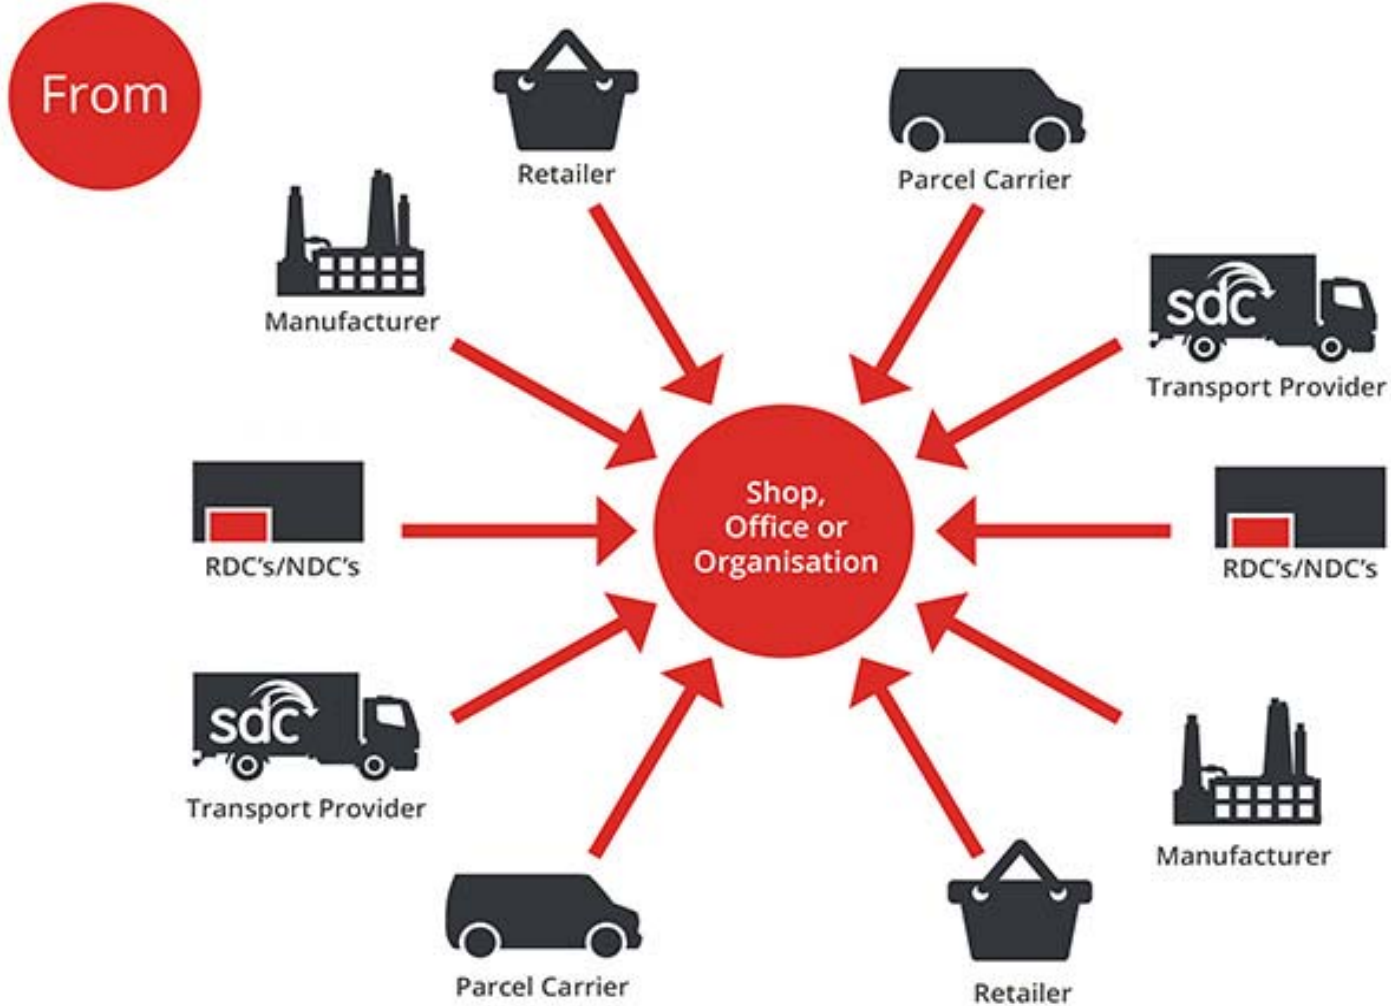 From
Retailer
Parcel Carrier
Manufacturer
sdc
Transport Provider
Shop,
Office or
Organisation
RDC's/NDC's
RDC's/NDC's
sdc
Transport Provider
Manufacturer
Parcel Carrier
Retailer